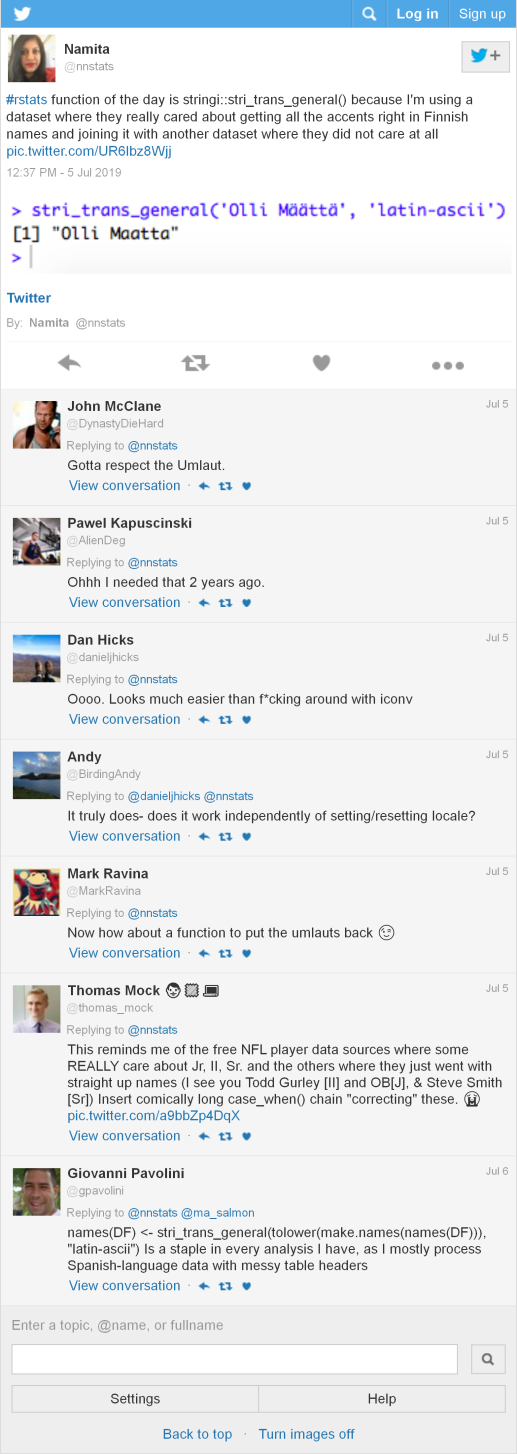 Log in
Sign up
Namita
@nnstats
#rstats function of the day is stringi::stri_trans_general() because I'm using a
dataset where they really cared about getting all the accents right in Finnish
names and joining it with another dataset where they did not care at all
pic.twitter.com/UR6lbz8Wjj
12:37 PM - 5 Jul 2019
> stri_trans_general('Olli Määttä', 'latin-ascii')
[1] "Olli Maatta"
>
Twitter
By: Namita @nnstats
John McClane Jul 5
@DynastyDieHard
Replying to @nnstats
Gotta respect the Umlaut.
View conversation ·
Pawel Kapuscinski Jul 5
@AlienDeg
Replying to @nnstats
Ohhh I needed that 2 years ago.
View conversation ·
Dan Hicks Jul 5
@danieljhicks
Replying to @nnstats
Oooo. Looks much easier than f*cking around with iconv
View conversation ·
Andy Jul 5
@BirdingAndy
Replying to @danieljhicks @nnstats
It truly does- does it work independently of setting/resetting locale?
View conversation ·
Mark Ravina Jul 5
@MarkRavina
Replying to @nnstats
Now how about a function to put the umlauts back 😉
View conversation ·
Thomas Mock Jul 5
@thomas_mock
Replying to @nnstats
This reminds me of the free NFL player data sources where some
REALLY care about Jr, II, Sr. and the others where they just went with
straight up names (I see you Todd Gurley [II] and OB[J], & Steve Smith
[Sr]) Insert comically long case_when() chain "correcting" these. 😭
pic.twitter.com/a9bbZp4DqX
View conversation ·
Giovanni Pavolini Jul 6
@gpavolini
Replying to @nnstats @ma_salmon
names(DF) <- stri_trans_general(tolower(make.names(names(DF))),
"latin-ascii") Is a staple in every analysis I have, as I mostly process
Spanish-language data with messy table headers
View conversation ·
Enter a topic, @name, or fullname
Settings
Help
Back to top · Turn images off